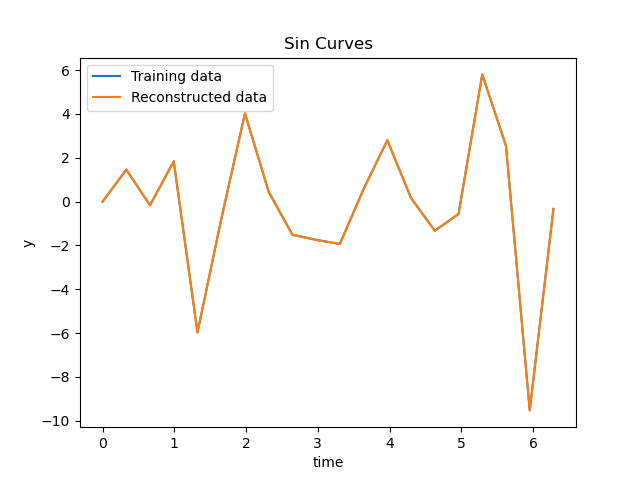 Sin Curves
Training data
Reconstructed data
6
4
2
0
−2
−4
−6
−8
−10
y
0 1 2 3 4 5 6
time